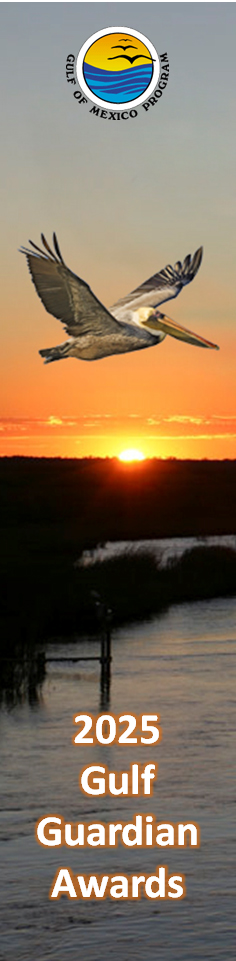 GULF OF MEXICO PROGRAM
2025
Gulf
Guardian
Awards